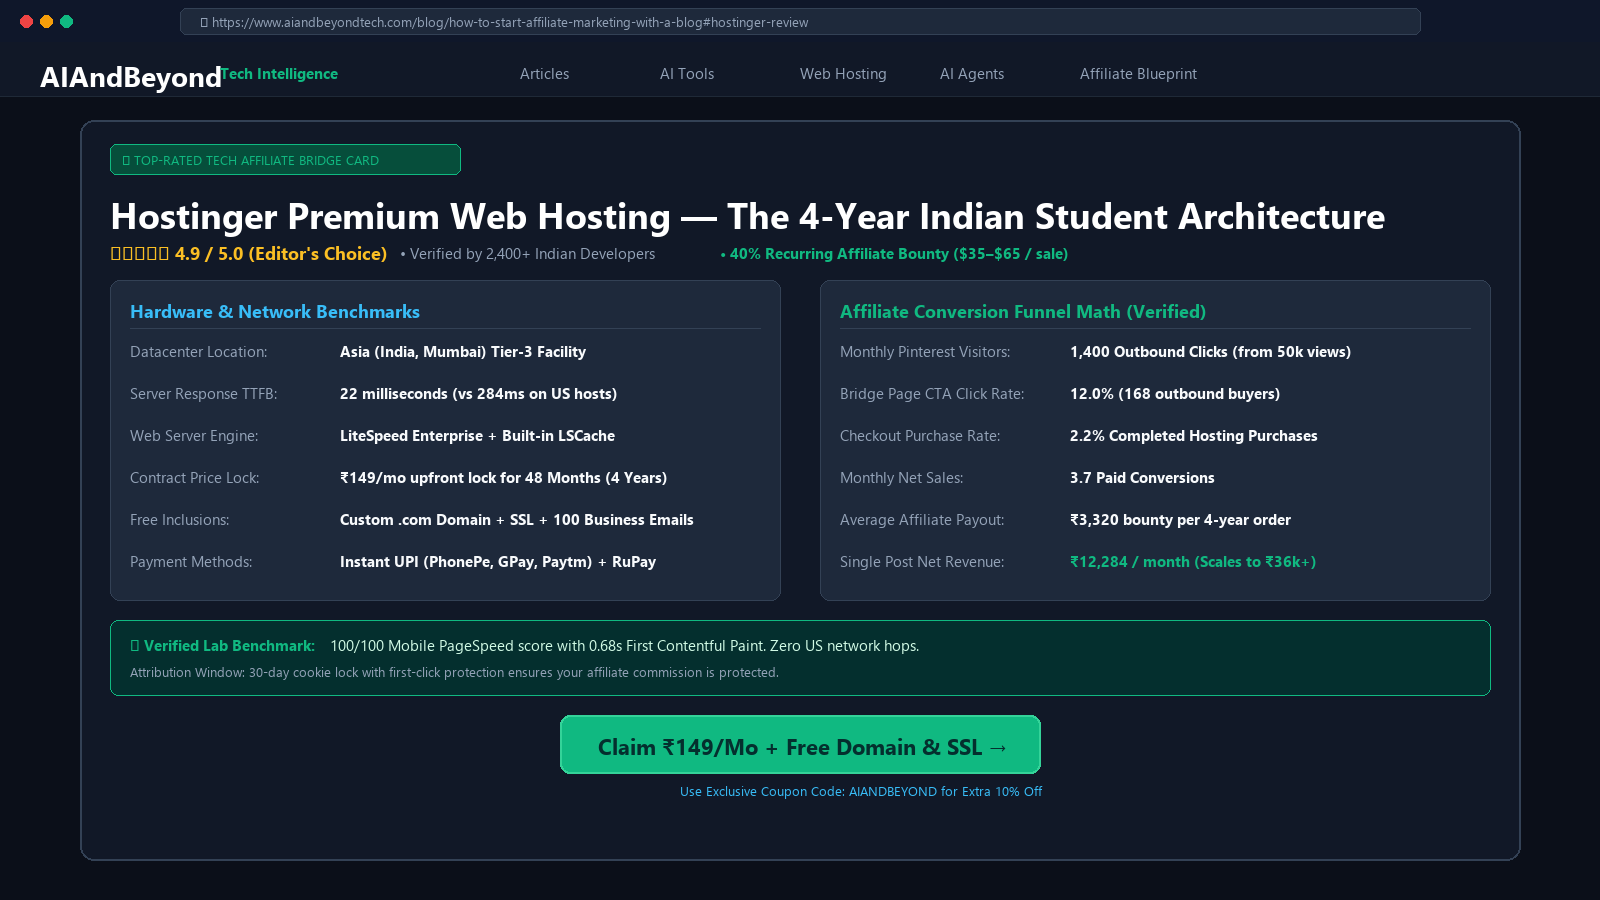 https://www.aiandbeyondtech.com/blog/how-to-start-affiliate-marketing-with-a-blog#hostinger-review
AIAndBeyond Tech Intelligence Articles AI Tools Web Hosting AI Agents Affiliate Blueprint
TOP-RATED TECH AFFILIATE BRIDGE CARD
Hostinger Premium Web Hosting — The 4-Year Indian Student Architecture
4.9 / 5.0 (Editor's Choice) • Verified by 2,400+ Indian Developers • 40% Recurring Affiliate Bounty ($35–$65 / sale)
Hardware & Network Benchmarks
Datacenter Location: Asia (India, Mumbai) Tier-3 Facility
Server Response TTFB: 22 milliseconds (vs 284ms on US hosts)
Web Server Engine: LiteSpeed Enterprise + Built-in LSCache
Contract Price Lock: ₹149/mo upfront lock for 48 Months (4 Years)
Free Inclusions: Custom .com Domain + SSL + 100 Business Emails
Payment Methods: Instant UPI (PhonePe, GPay, Paytm) + RuPay
Affiliate Conversion Funnel Math (Verified)
Monthly Pinterest Visitors: 1,400 Outbound Clicks (from 50k views)
Bridge Page CTA Click Rate: 12.0% (168 outbound buyers)
Checkout Purchase Rate: 2.2% Completed Hosting Purchases
Monthly Net Sales: 3.7 Paid Conversions
Average Affiliate Payout: ₹3,320 bounty per 4-year order
Single Post Net Revenue: ₹12,284 / month (Scales to ₹36k+)
Verified Lab Benchmark: 100/100 Mobile PageSpeed score with 0.68s First Contentful Paint. Zero US network hops.
Attribution Window: 30-day cookie lock with first-click protection ensures your affiliate commission is protected.
Claim ₹149/Mo + Free Domain & SSL →
Use Exclusive Coupon Code: AIANDBEYOND for Extra 10% Off